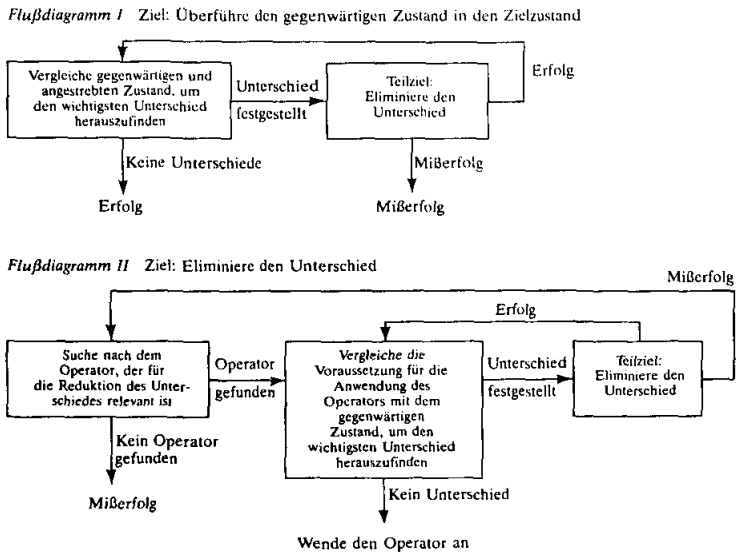 Flußdiagramm I Ziel: Überführe den gegenwärtigen Zustand in den Zielzustand
Vergleiche gegenwärtigen und
angestrebten Zustand, um
den wichtigsten Unterschied
herauszufinden
Unterschied
festgestellt
Teilziel:
Eliminiere den
Unterschied
Erfolg
Keine Unterschiede
Mißerfolg
Erfolg
Mißerfolg
Flußdiagramm II Ziel: Eliminiere den Unterschied
Mißerfolg
Erfolg
Suche nach dem
Operator, der für
die Reduktion des Unter-
schiedes relevant ist
Operator
gefunden
Vergleiche die
Voraussetzung für die
Anwendung des
Operators mit dem
gegenwärtigen
Zustand, um den
wichtigsten Unterschied
herauszufinden
Unterschied
festgestellt
Teilziel:
Eliminiere den
Unterschied
Kein Operator
gefunden
Mißerfolg
Kein Unterschied
Wende den Operator an